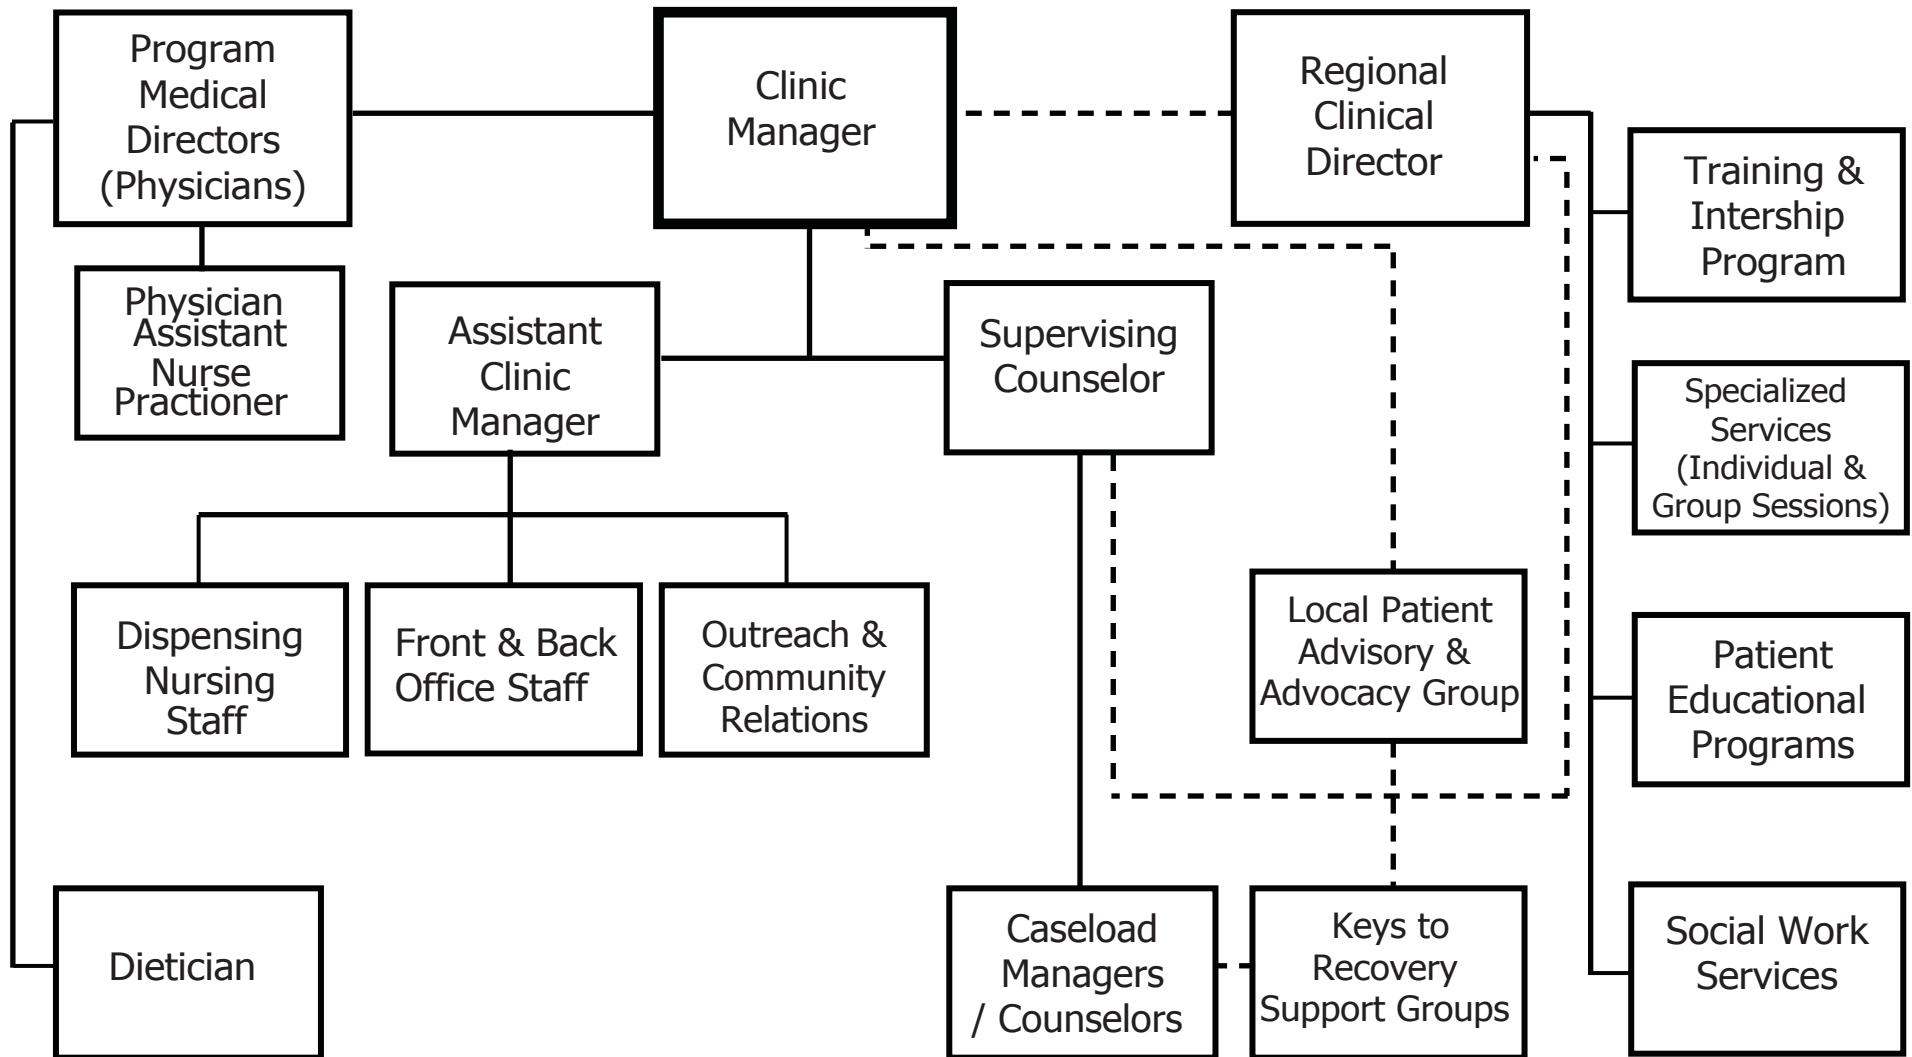 Program
Medical
Directors
(Physicians)
Clinic
Manager
Regional
Clinical
Director
Training &
Intership
Program
Physician
Assistant
Nurse
Practioner
Assistant
Clinic
Manager
Supervising
Counselor
Specialized
Services
(Individual &
Group Sessions)
Dispensing
Nursing
Staff
Front & Back
Office Staff
Outreach &
Community
Relations
Local Patient
Advisory &
Advocacy Group
Patient
Educational
Programs
Dietician
Caseload
Managers
/ Counselors
Keys to
Recovery
Support Groups
Social Work
Services